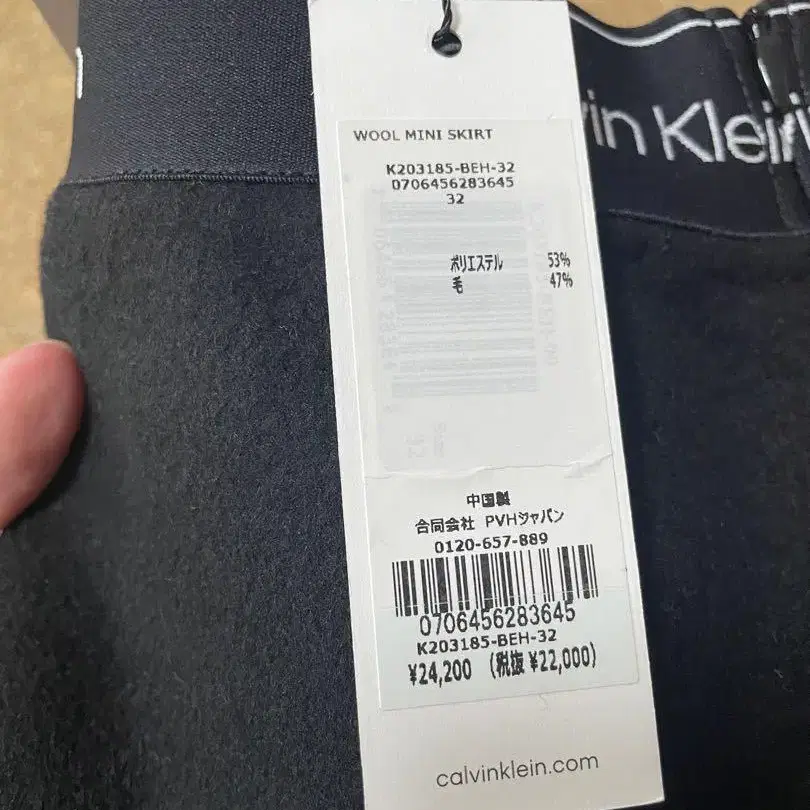 vin Klein
WOOL MINI SKIRT
K203185-BEH-32
0706456283645
32
ポリエステル 53%
毛 47%
中国製
合同会社 PVHジャパン
0120-657-889
0706456283645
K203185-BEH-32
¥24,200 (税抜 ¥22,000)
calvinklein.com